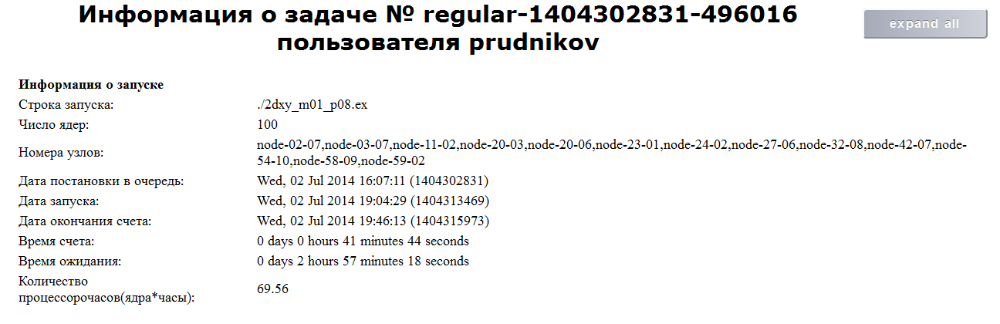 Информация о задаче № regular-1404302831-496016
пользователя prudnikov
expand all
Информация о запуске
Строка запуска: ./2dxy_m01_p08.ex
Число ядер: 100
Номера узлов: node-02-07,node-03-07,node-11-02,node-20-03,node-20-06,node-23-01,node-24-02,node-27-06,node-32-08,node-42-07,node-
54-10,node-58-09,node-59-02
Дата постановки в очередь: Wed, 02 Jul 2014 16:07:11 (1404302831)
Дата запуска: Wed, 02 Jul 2014 19:04:29 (1404313469)
Дата окончания счета: Wed, 02 Jul 2014 19:46:13 (1404315973)
Время счета: 0 days 0 hours 41 minutes 44 seconds
Время ожидания: 0 days 2 hours 57 minutes 18 seconds
Количество
процессорочасов(ядра*часы): 69.56